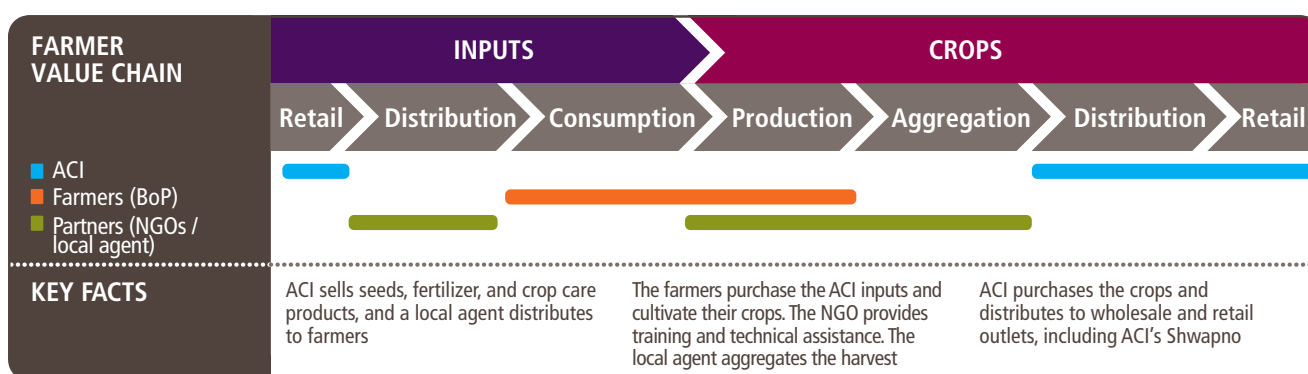 FARMER
VALUE CHAIN
INPUTS
CROPS
Retail
Distribution
Consumption
Production
Aggregation
Distribution
Retail
ACI
Farmers (BoP)
Partners (NGOs /
local agent)
KEY FACTS
ACI sells seeds, fertilizer, and crop care
products, and a local agent distributes
to farmers
The farmers purchase the ACI inputs and
cultivate their crops. The NGO provides
training and technical assistance. The
local agent aggregates the harvest
ACI purchases the crops and
distributes to wholesale and retail
outlets, including ACI's Shwapno